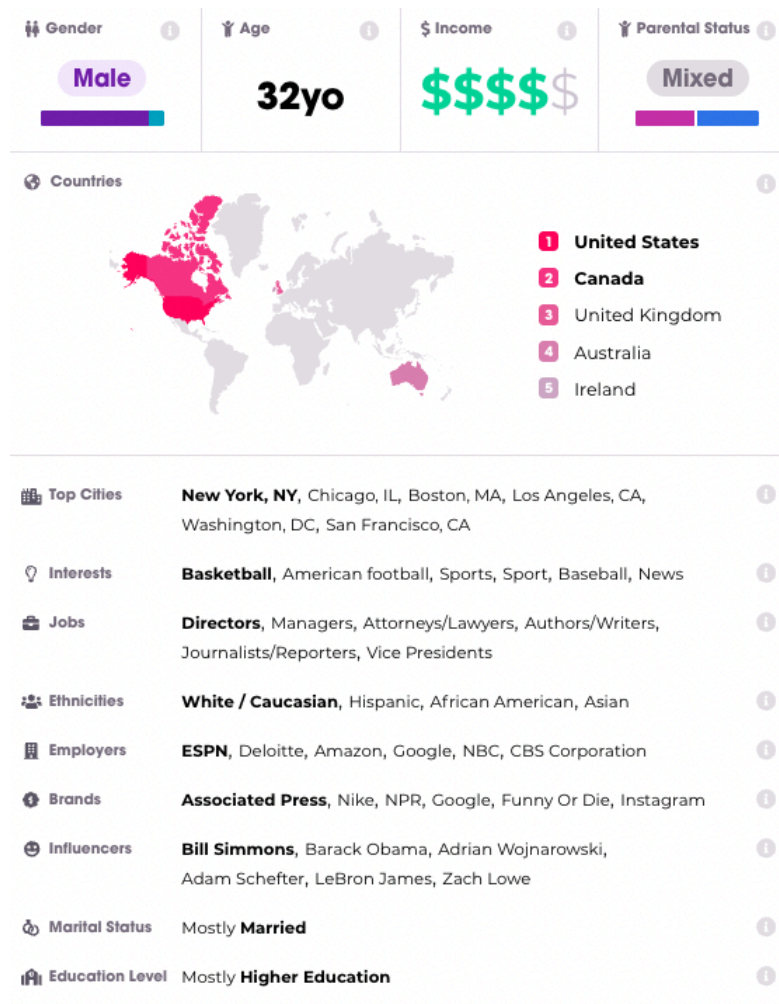 Gender
Age
$ Income
Parental Status
Male
32yo
$$$$$
Mixed
Countries
1 United States
2 Canada
3 United Kingdom
4 Australia
5 Ireland
Top Cities New York, NY, Chicago, IL, Boston, MA, Los Angeles, CA,
Washington, DC, San Francisco, CA
Interests Basketball, American football, Sports, Sport, Baseball, News
Jobs Directors, Managers, Attorneys/Lawyers, Authors/Writers,
Journalists/Reporters, Vice Presidents
Ethnicities White / Caucasian, Hispanic, African American, Asian
Employers ESPN, Deloitte, Amazon, Google, NBC, CBS Corporation
Brands Associated Press, Nike, NPR, Google, Funny Or Die, Instagram
Influencers Bill Simmons, Barack Obama, Adrian Wojnarowski,
Adam Schefter, LeBron James, Zach Lowe
Marital Status Mostly Married
Education Level Mostly Higher Education